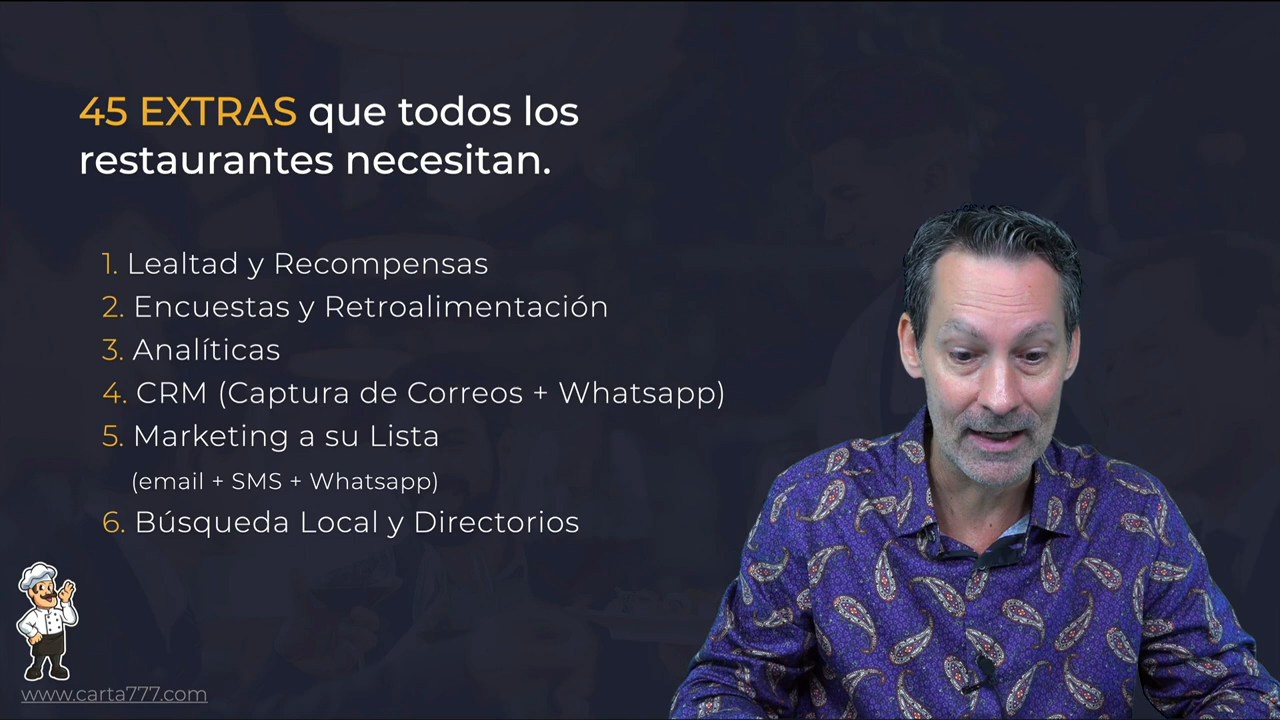 45 EXTRAS que todos los
restaurantes necesitan.
1. Lealtad y Recompensas
2. Encuestas y Retroalimentación
3. Analíticas
4. CRM (Captura de Correos + Whatsapp)
5. Marketing a su Lista
(email + SMS + Whatsapp)
6. Búsqueda Local y Directorios
www.carta777.com